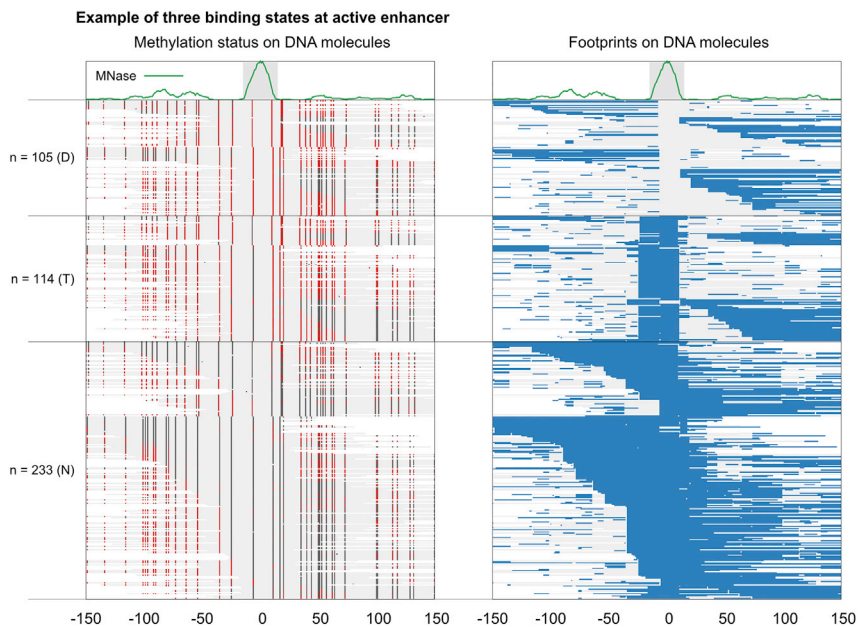 Example of three binding states at active enhancer
Methylation status on DNA molecules
Footprints on DNA molecules
MNase
n = 105 (D)
n = 114 (T)
n = 233 (N)
-150 -100 -50 0 50 100 150
-150 -100 -50 0 50 100 150